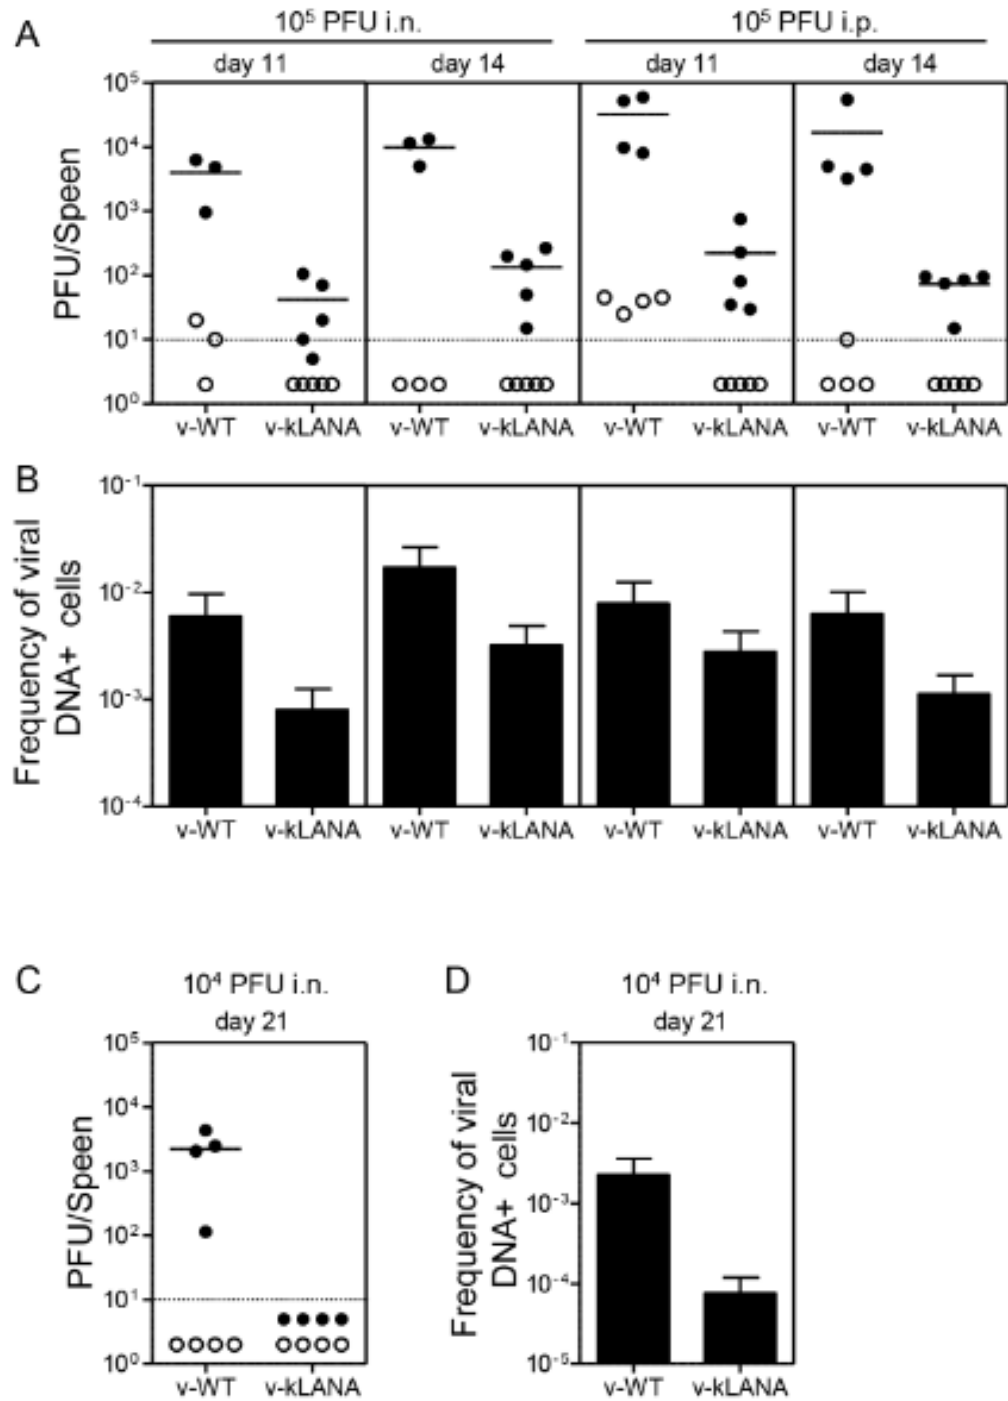 A
10⁵ PFU i.n.
10⁵ PFU i.p.
day 11
day 14
day 11
day 14
PFU/Speen
10⁵
10⁴
10³
10²
10¹
10⁰
v-WT
v-kLANA
v-WT
v-kLANA
v-WT
v-kLANA
v-WT
v-kLANA
B
Frequency of viral
DNA+ cells
10⁻¹
10⁻²
10⁻³
10⁻⁴
v-WT
v-kLANA
v-WT
v-kLANA
v-WT
v-kLANA
v-WT
v-kLANA
C
10⁴ PFU i.n.
day 21
PFU/Speen
10⁵
10⁴
10³
10²
10¹
10⁰
v-WT
v-kLANA
D
10⁴ PFU i.n.
day 21
Frequency of viral
DNA+ cells
10⁻¹
10⁻²
10⁻³
10⁻⁴
10⁻⁵
v-WT
v-kLANA